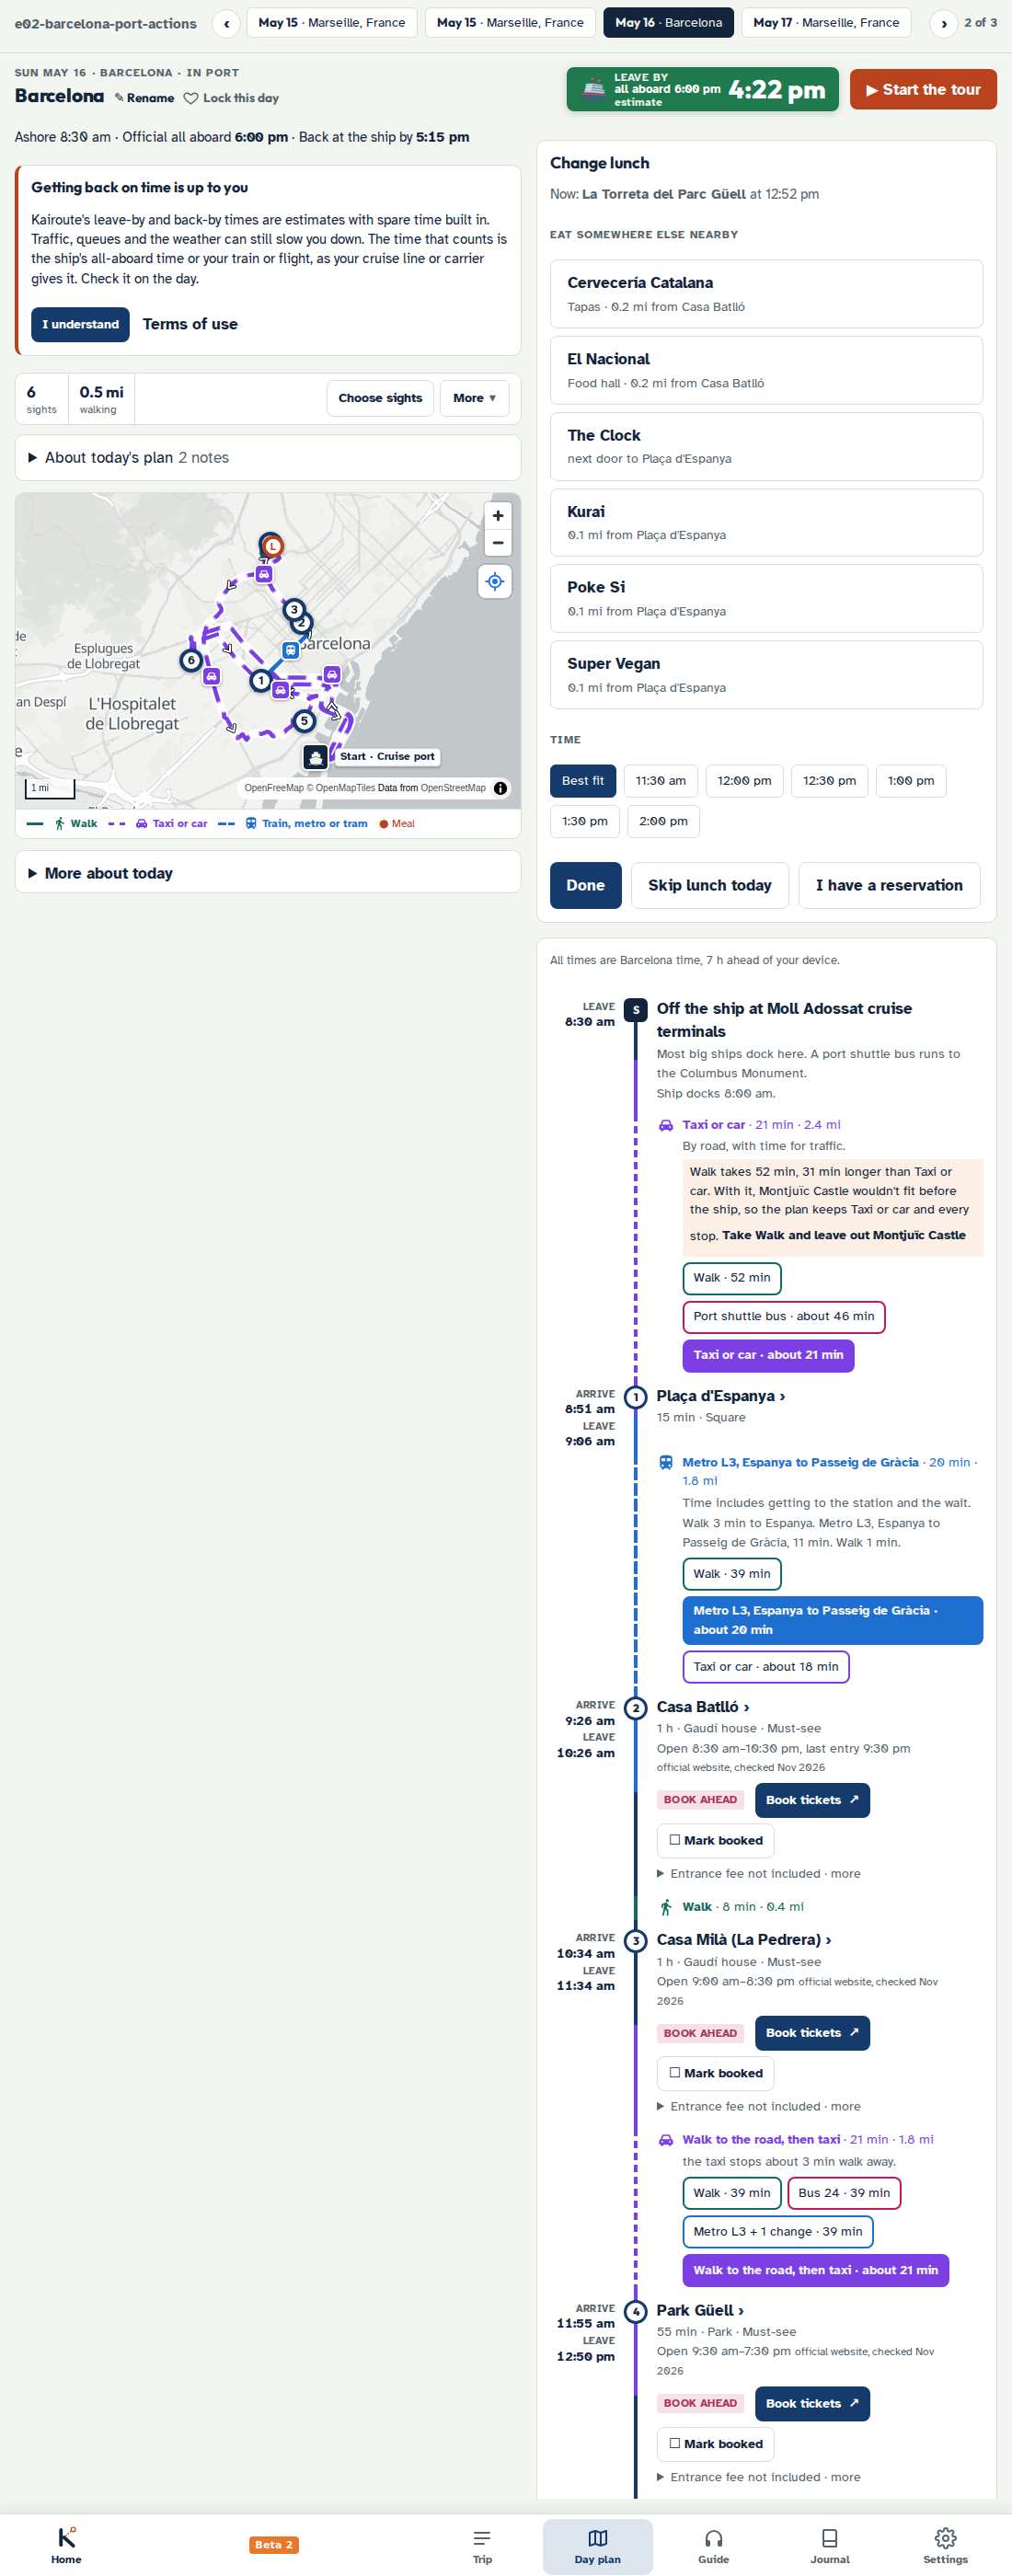 e02-barcelona-port-actions
‹
May 15 · Marseille, France
May 15 · Marseille, France
May 16 · Barcelona
May 17 · Marseille, France
›
2 of 3
SUN MAY 16 · BARCELONA · IN PORT
Barcelona
✎ Rename
Lock this day
LEAVE BY
all aboard 6:00 pm
estimate
4:22 pm
▶ Start the tour
Ashore 8:30 am · Official all aboard 6:00 pm · Back at the ship by 5:15 pm
Getting back on time is up to you
Kairoute's leave-by and back-by times are estimates with spare time built in.
Traffic, queues and the weather can still slow you down. The time that counts is
the ship's all-aboard time or your train or flight, as your cruise line or carrier
gives it. Check it on the day.
I understand
Terms of use
6
sights
0.5 mi
walking
Choose sights
More ▾
▶ About today's plan 2 notes
+
−
L
3
2
Barcelona
6
1
5
de
Esplugues
de Llobregat
an Despí
L'Hospitalet
de Llobregat
e
Start · Cruise port
1 mi
OpenFreeMap © OpenMapTiles Data from OpenStreetMap
Walk
Taxi or car
Train, metro or tram
Meal
▶ More about today
Change lunch
Now: La Torreta del Parc Güell at 12:52 pm
EAT SOMEWHERE ELSE NEARBY
Cervecería Catalana
Tapas · 0.2 mi from Casa Batlló
El Nacional
Food hall · 0.2 mi from Casa Batlló
The Clock
next door to Plaça d'Espanya
Kurai
0.1 mi from Plaça d'Espanya
Poke Si
0.1 mi from Plaça d'Espanya
Super Vegan
0.1 mi from Plaça d'Espanya
TIME
Best fit
11:30 am
12:00 pm
12:30 pm
1:00 pm
1:30 pm
2:00 pm
Done
Skip lunch today
I have a reservation
All times are Barcelona time, 7 h ahead of your device.
LEAVE
8:30 am
S
Off the ship at Moll Adossat cruise
terminals
Most big ships dock here. A port shuttle bus runs to
the Columbus Monument.
Ship docks 8:00 am.
Taxi or car · 21 min · 2.4 mi
By road, with time for traffic.
Walk takes 52 min, 31 min longer than Taxi or
car. With it, Montjuïc Castle wouldn't fit before
the ship, so the plan keeps Taxi or car and every
stop. Take Walk and leave out Montjuïc Castle
Walk · 52 min
Port shuttle bus · about 46 min
Taxi or car · about 21 min
ARRIVE
8:51 am
LEAVE
9:06 am
1
Plaça d'Espanya ›
15 min · Square
Metro L3, Espanya to Passeig de Gràcia · 20 min ·
1.8 mi
Time includes getting to the station and the wait.
Walk 3 min to Espanya. Metro L3, Espanya to
Passeig de Gràcia, 11 min. Walk 1 min.
Walk · 39 min
Metro L3, Espanya to Passeig de Gràcia ·
about 20 min
Taxi or car · about 18 min
ARRIVE
9:26 am
LEAVE
10:26 am
2
Casa Batlló ›
1 h · Gaudí house · Must-see
Open 8:30 am–10:30 pm, last entry 9:30 pm
official website, checked Nov 2026
BOOK AHEAD
Book tickets ↗
☐ Mark booked
▶ Entrance fee not included · more
Walk · 8 min · 0.4 mi
ARRIVE
10:34 am
LEAVE
11:34 am
3
Casa Milà (La Pedrera) ›
1 h · Gaudí house · Must-see
Open 9:00 am–8:30 pm official website, checked Nov
2026
BOOK AHEAD
Book tickets ↗
☐ Mark booked
▶ Entrance fee not included · more
Walk to the road, then taxi · 21 min · 1.8 mi
the taxi stops about 3 min walk away.
Walk · 39 min
Bus 24 · 39 min
Metro L3 + 1 change · 39 min
Walk to the road, then taxi · about 21 min
ARRIVE
11:55 am
LEAVE
12:50 pm
4
Park Güell ›
55 min · Park · Must-see
Open 9:30 am–7:30 pm official website, checked Nov
2026
BOOK AHEAD
Book tickets ↗
☐ Mark booked
▶ Entrance fee not included · more
Home
Beta 2
Trip
Day plan
Guide
Journal
Settings